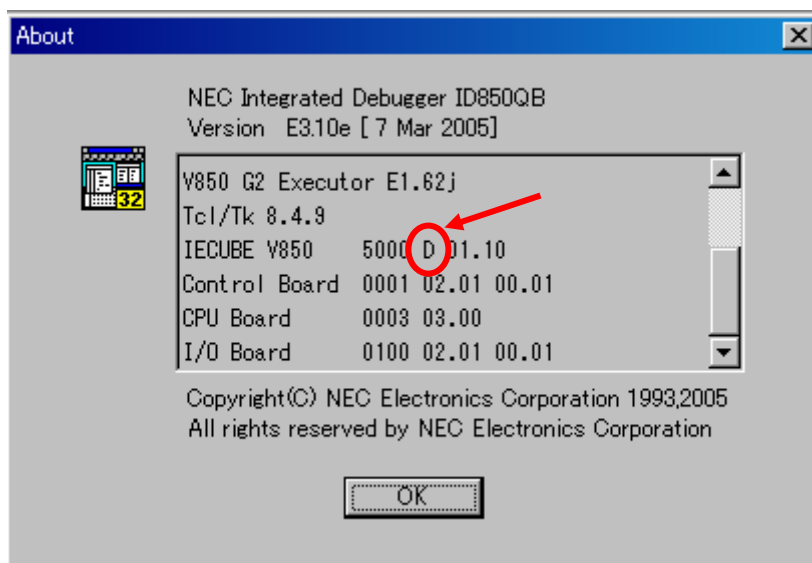 About
NEC Integrated Debugger ID850QB
Version E3.10e [ 7 Mar 2005]
32
V850 G2 Executor E1.62j
Tcl/Tk 8.4.9
IECUBE V850 5000 D 01.10
Control Board 0001 02.01 00.01
CPU Board 0003 03.00
I/O Board 0100 02.01 00.01
Copyright(C) NEC Electronics Corporation 1993,2005
All rights reserved by NEC Electronics Corporation
OK